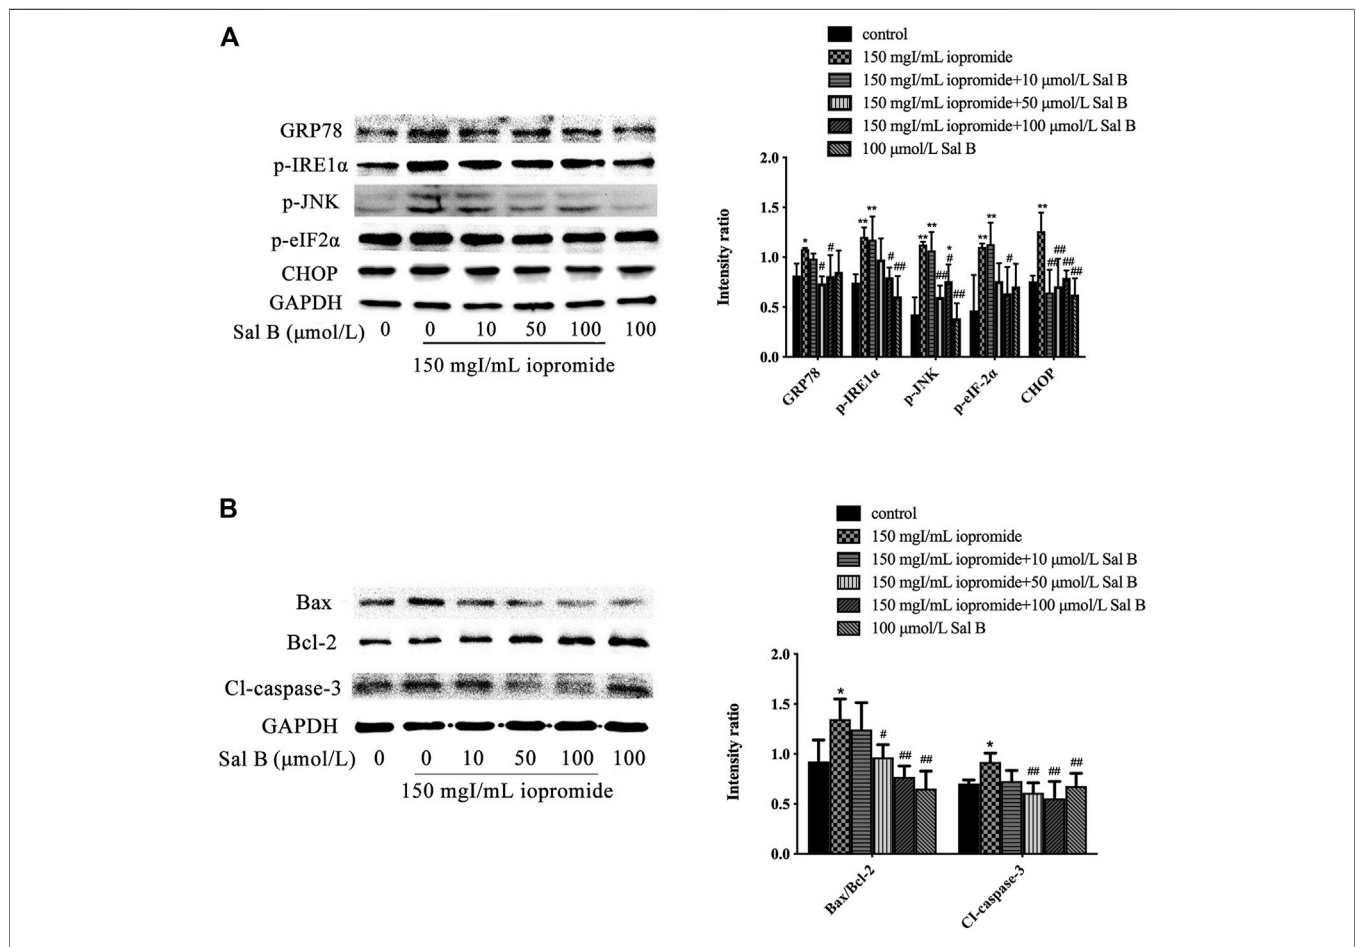 A
GRP78
p-IRE1α
p-JNK
p-eIF2α
CHOP
GAPDH
Sal B (μmol/L) 0 0 10 50 100 100
150 mgI/mL iopromide
control
150 mgI/mL iopromide
150 mgI/mL iopromide+10 μmol/L Sal B
150 mgI/mL iopromide+50 μmol/L Sal B
150 mgI/mL iopromide+100 μmol/L Sal B
100 μmol/L Sal B
Intensity ratio
2.0
1.5
1.0
0.5
0.0
* # #
** ** # ##
** ** ## * # ##
** ** #
** ## ## ## ##
GRP78
p-IRE1α
p-JNK
p-eIF-2α
CHOP
B
Bax
Bcl-2
Cl-caspase-3
GAPDH
Sal B (μmol/L) 0 0 10 50 100 100
150 mgI/mL iopromide
control
150 mgI/mL iopromide
150 mgI/mL iopromide+10 μmol/L Sal B
150 mgI/mL iopromide+50 μmol/L Sal B
150 mgI/mL iopromide+100 μmol/L Sal B
100 μmol/L Sal B
Intensity ratio
2.0
1.5
1.0
0.5
0.0
* # ## ##
* ## ## ##
Bax/Bcl-2
CI-caspase-3